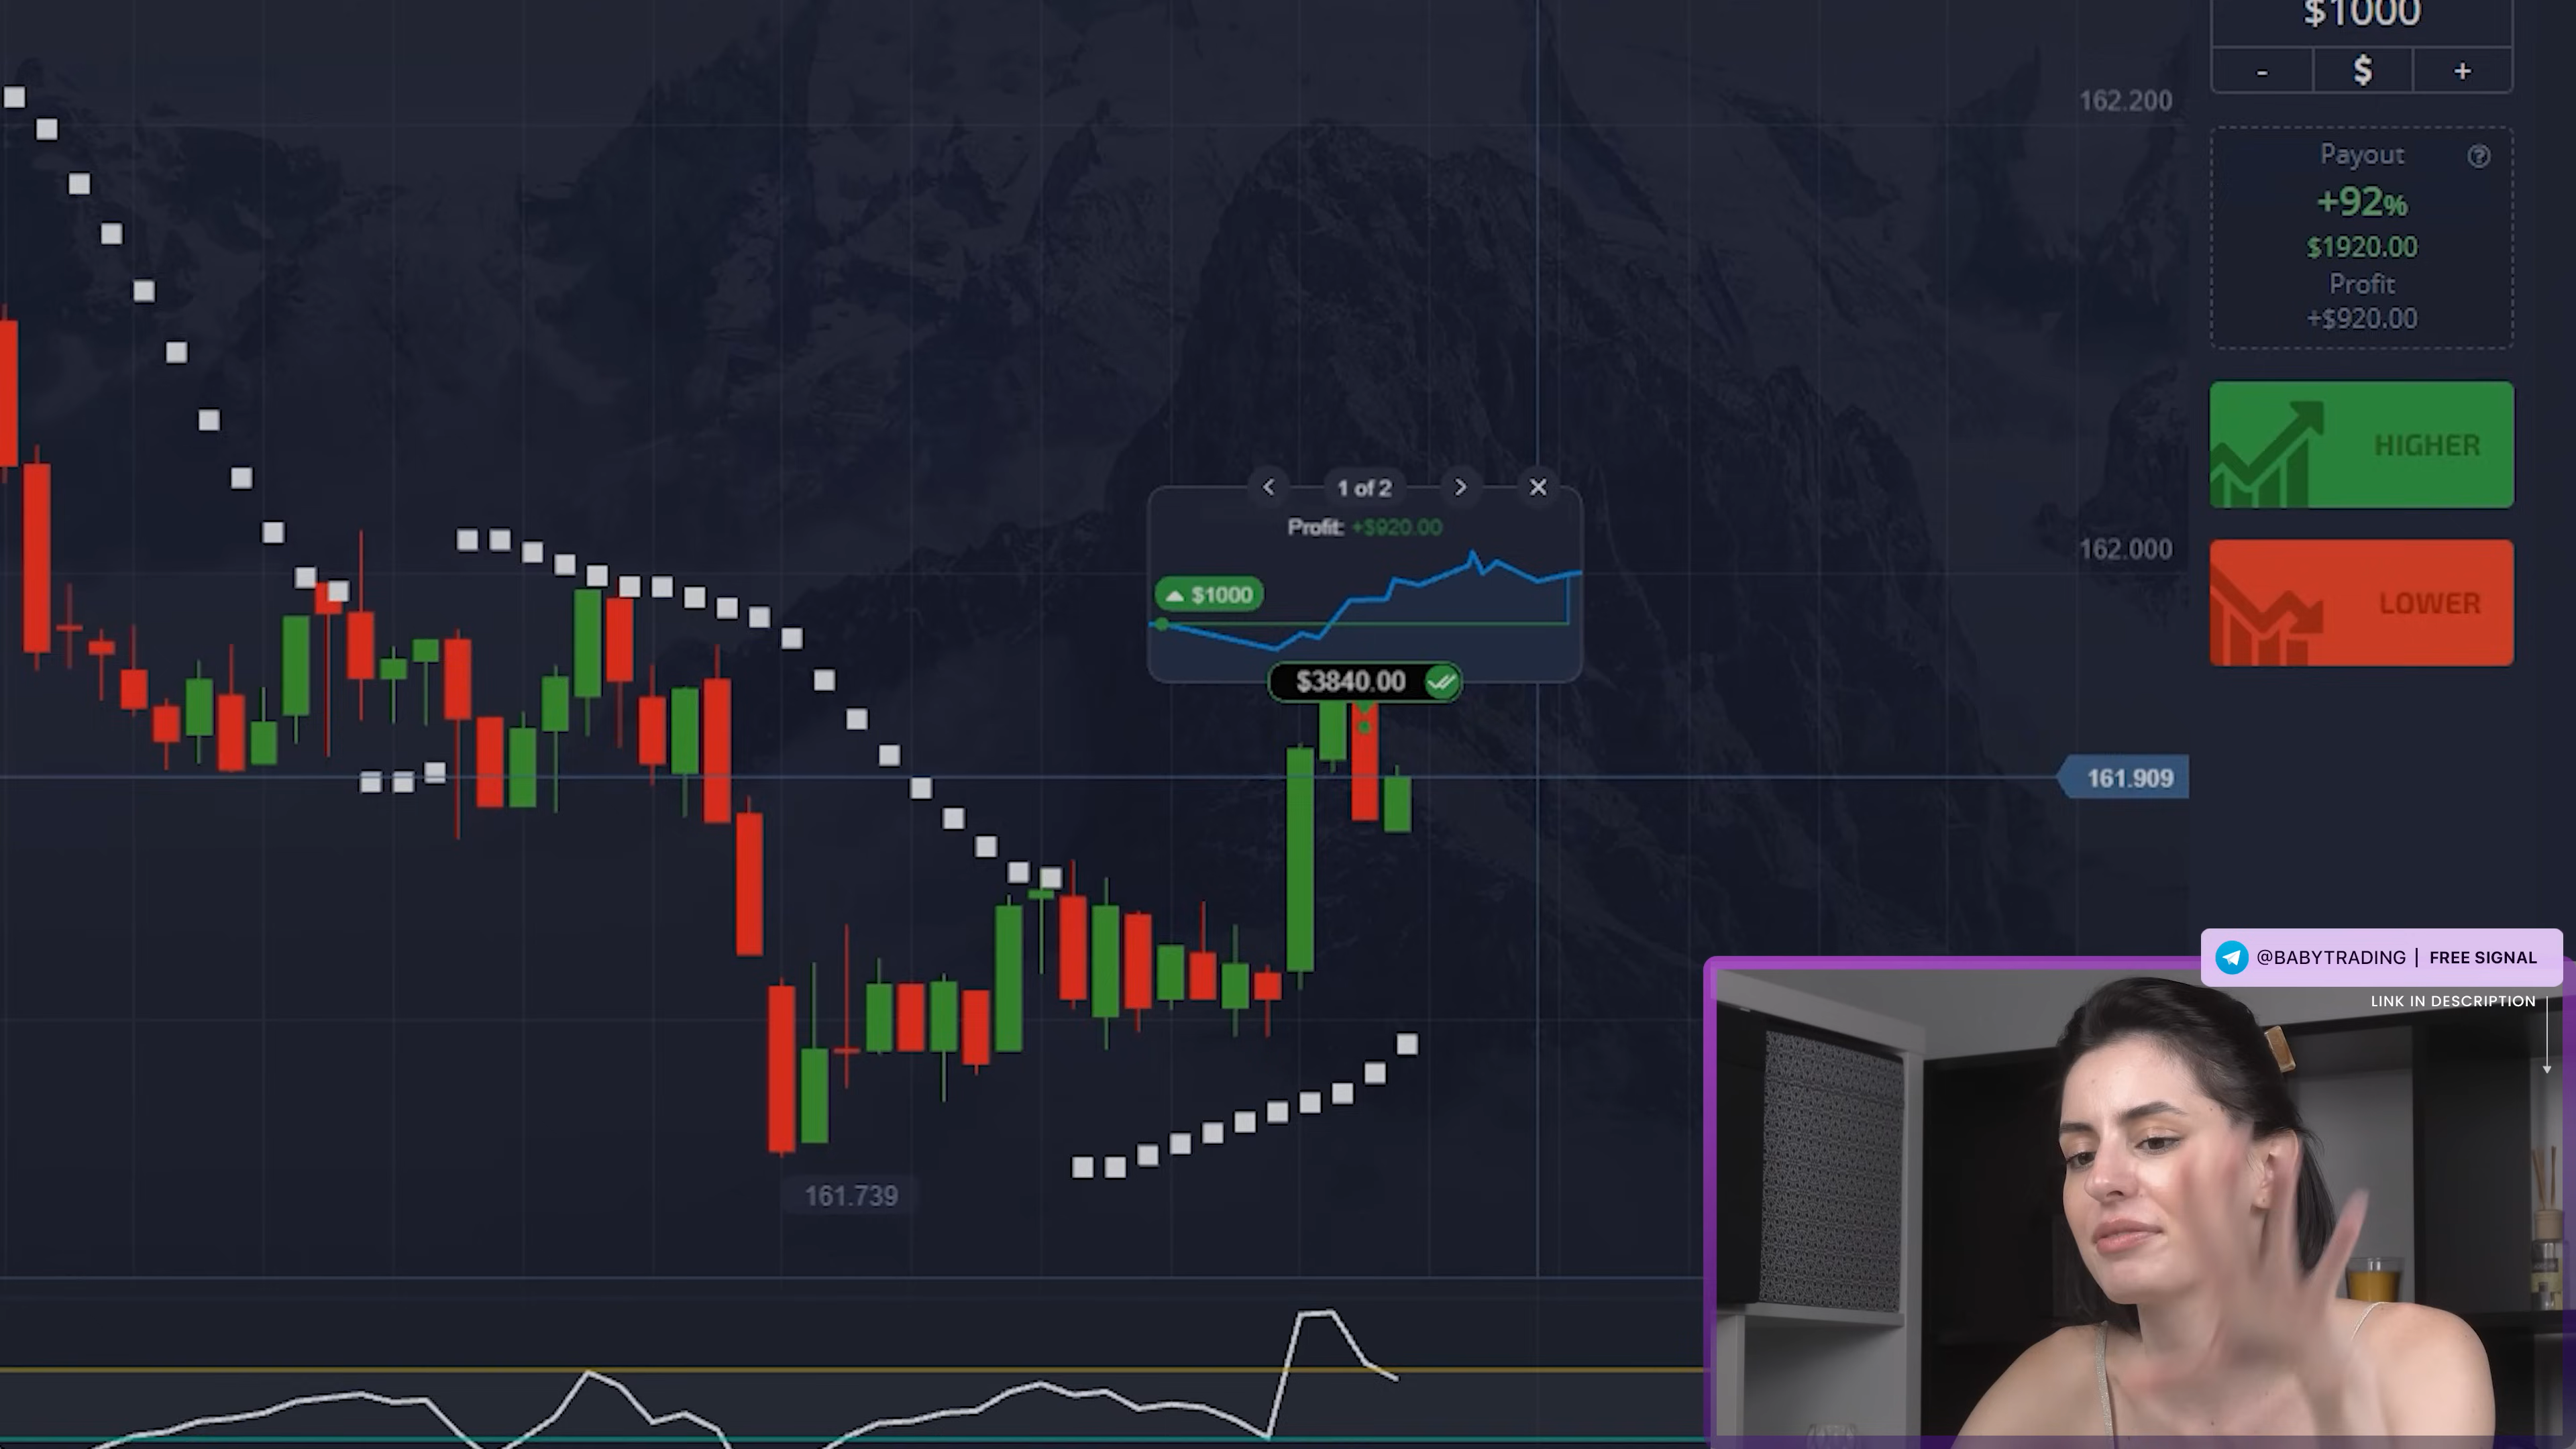 $1000
- $ +
162.200
Payout ?
+92%
$1920.00
Profit
+$920.00
HIGHER
1 of 2
Profit: +$920.00
162.000
$1000
LOWER
$3840.00
161.909
@BABYTRADING | FREE SIGNAL
LINK IN DESCRIPTION
161.739